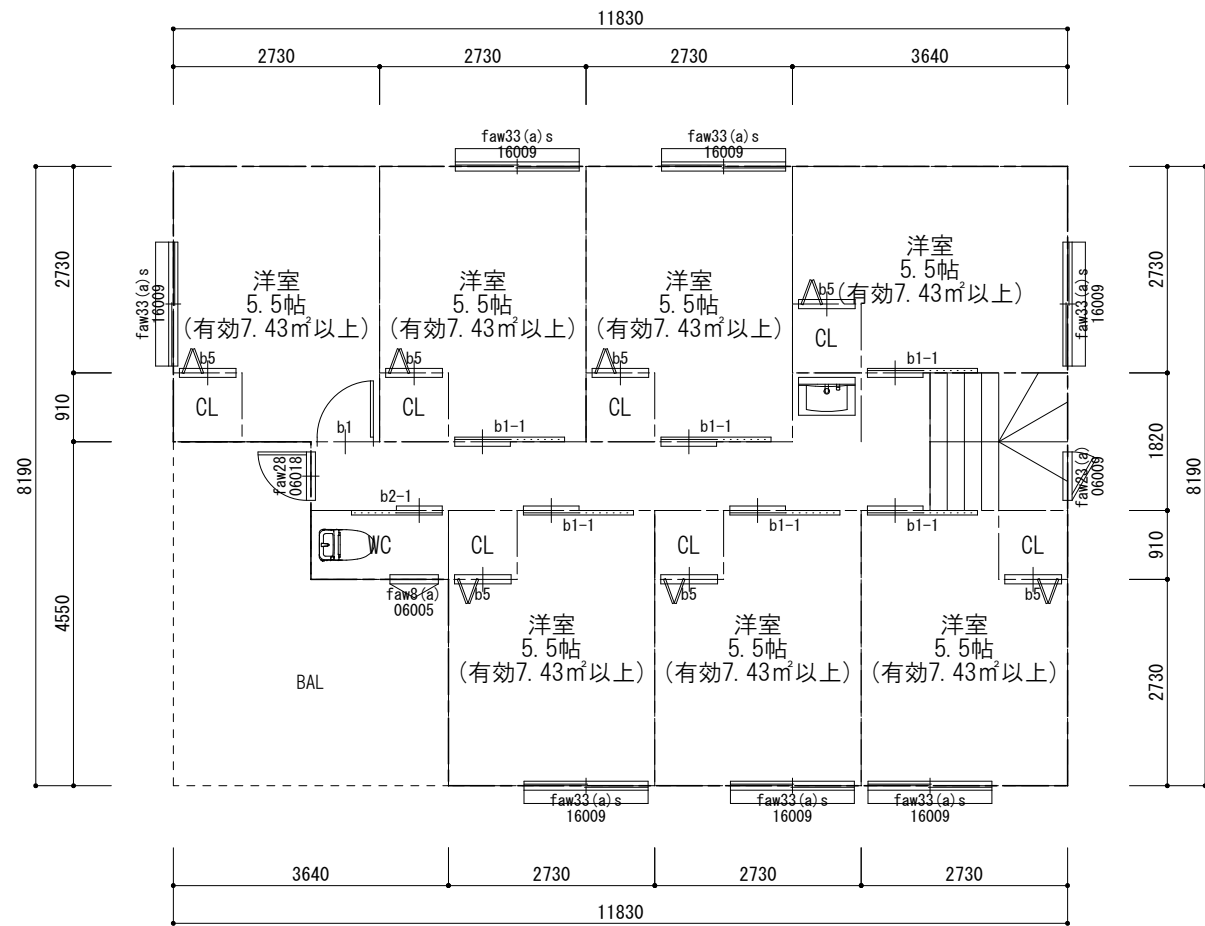 11830
2730
2730
2730
3640
faw33(a)s
16009
faw33(a)s
16009
8190
2730
910
4550
faw33(a)s
16009
洋室
5.5帖
(有効7.43㎡以上)
b5
CL
洋室
5.5帖
(有効7.43㎡以上)
b5
CL
洋室
5.5帖
(有効7.43㎡以上)
b5
CL
洋室
5.5帖
(有効7.43㎡以上)
b5
CL
faw33(a)s
16009
2730
1820
910
2730
8190
b1
b1-1
b1-1
b1-1
faw28
06018
faw23(a)
06009
b2-1
b1-1
b1-1
b1-1
WC
CL
CL
CL
faw8(a)
06005
b5
b5
b5
洋室
5.5帖
(有効7.43㎡以上)
洋室
5.5帖
(有効7.43㎡以上)
洋室
5.5帖
(有効7.43㎡以上)
BAL
faw33(a)s
16009
faw33(a)s
16009
faw33(a)s
16009
3640
2730
2730
2730
11830